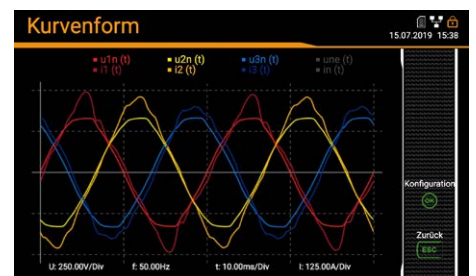 Kurvenform
15.07.2019 15:38
u1n (t) u2n (t) u3n (t) une (t)
i1 (t) i2 (t) i3 (t) in (t)
Konfiguration
OK
Zurück
ESC
U: 250.00V/Div f: 50.00Hz t: 10.00ms/Div I: 125.00A/Div